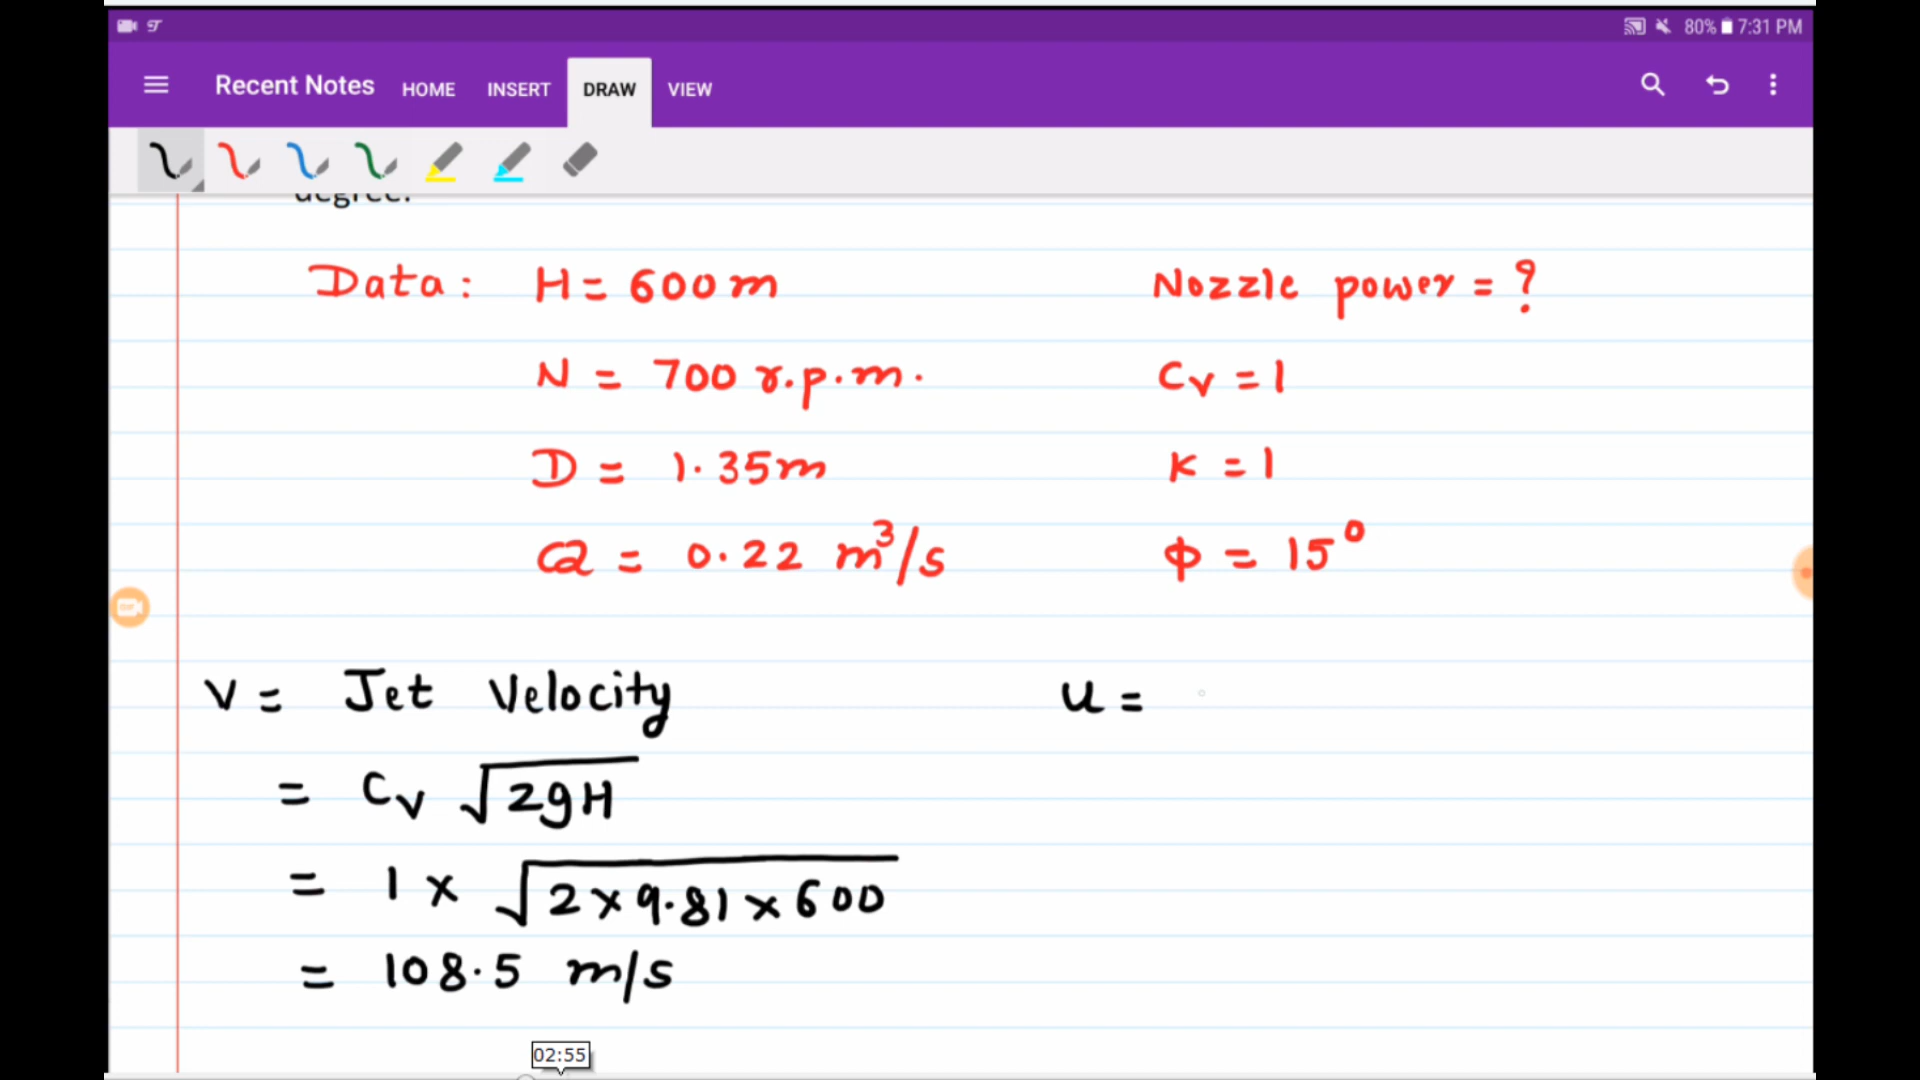 80% 7:31 PM
Recent Notes HOME INSERT DRAW VIEW
degree.
Data: H = 600 m Nozzle power = ?
N = 700 r.p.m. Cv = 1
D = 1.35m K = 1
Q = 0.22 m³/s φ = 15°
V = Jet Velocity u =
= Cv √2gH
= 1 × √2×9.81×600
= 108.5 m/s
02:55